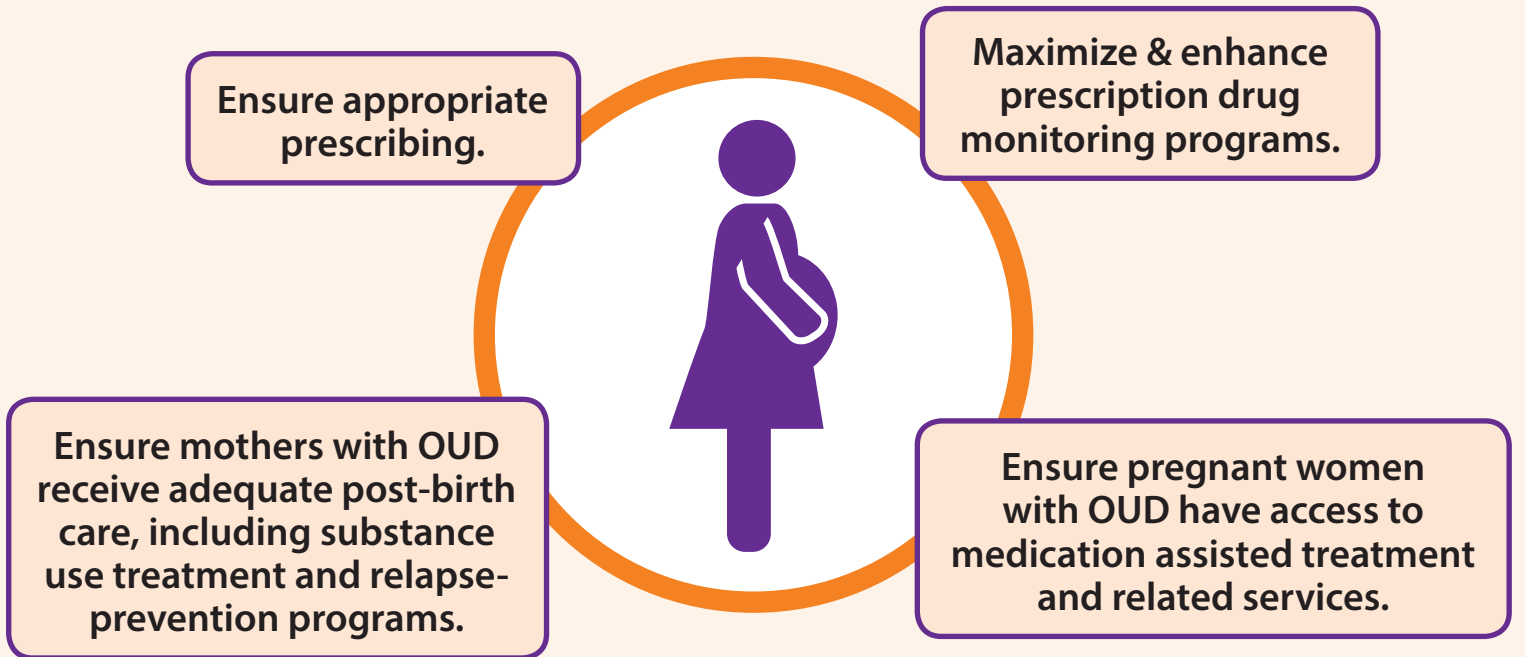 Ensure appropriate
prescribing.
Maximize & enhance
prescription drug
monitoring programs.
Ensure mothers with OUD
receive adequate post-birth
care, including substance
use treatment and relapse-
prevention programs.
Ensure pregnant women
with OUD have access to
medication assisted treatment
and related services.